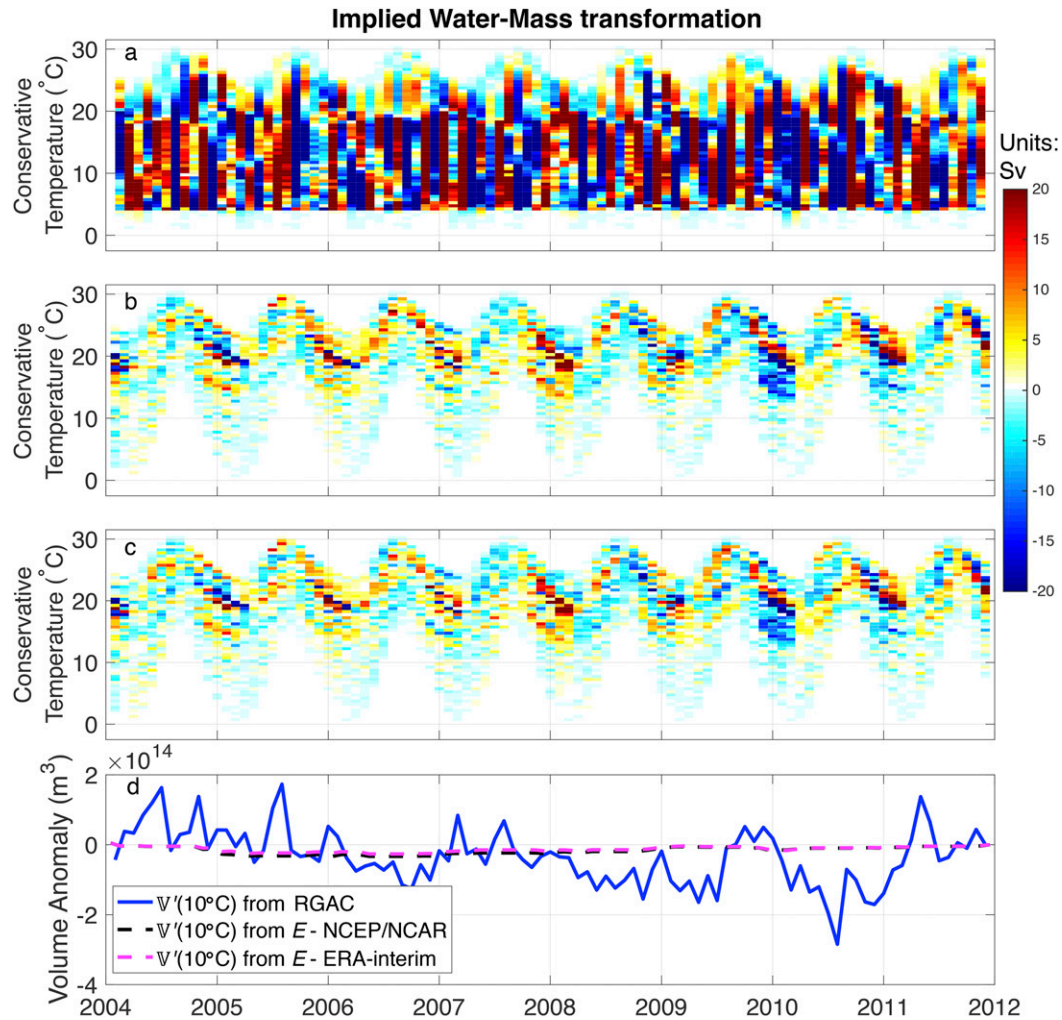 Implied Water-Mass transformation
a
30
20
10
0
Conservative
Temperature (°C)
Units:
Sv
20
15
10
5
0
-5
-10
-15
-20
b
30
20
10
0
Conservative
Temperature (°C)
c
30
20
10
0
Conservative
Temperature (°C)
×10^14
d
2
0
-2
-4
Volume Anomaly (m³)
𝕍′(10°C) from RGAC
𝕍′(10°C) from E - NCEP/NCAR
𝕍′(10°C) from E - ERA-interim
2004 2005 2006 2007 2008 2009 2010 2011 2012